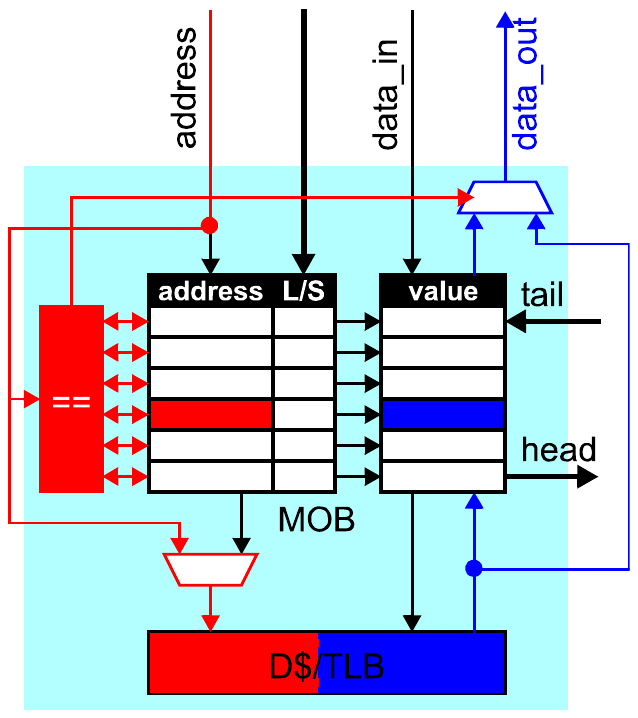 address
data_in
data_out
address L/S
value
tail
==
head
MOB
D$/TLB